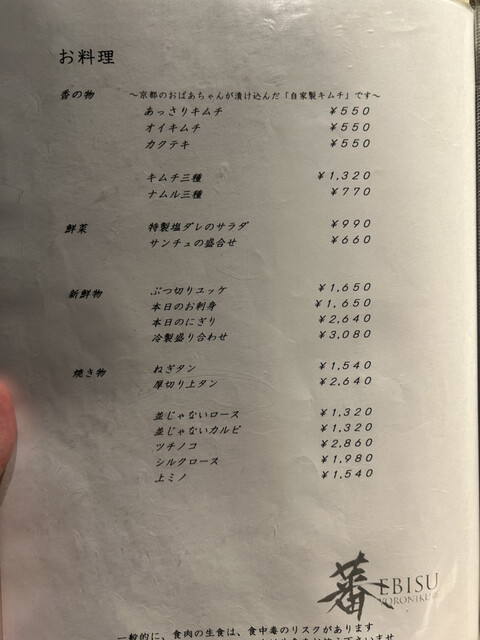 お料理
香の物 ～京都のおばあちゃんが漬け込んだ「自家製キムチ」です～
あっさりキムチ ￥550
オイキムチ ￥550
カクテキ ￥550
キムチ三種 ￥1,320
ナムル三種 ￥770
鮮菜 特製塩ダレのサラダ ￥990
サンチュの盛合せ ￥660
新鮮物 ぶつ切りユッケ ￥1,650
本日のお刺身 ￥1,650
本日のにぎり ￥2,640
冷製盛り合わせ ￥3,080
焼き物 ねぎタン ￥1,540
厚切り上タン ￥2,640
並じゃないロース ￥1,320
並じゃないカルビ ￥1,320
ツチノコ ￥2,860
シルクロース ￥1,980
上ミノ ￥1,540
蕃 EBISU
YORONIKU
一般的に、食肉の生食は、食中毒のリスクがあります